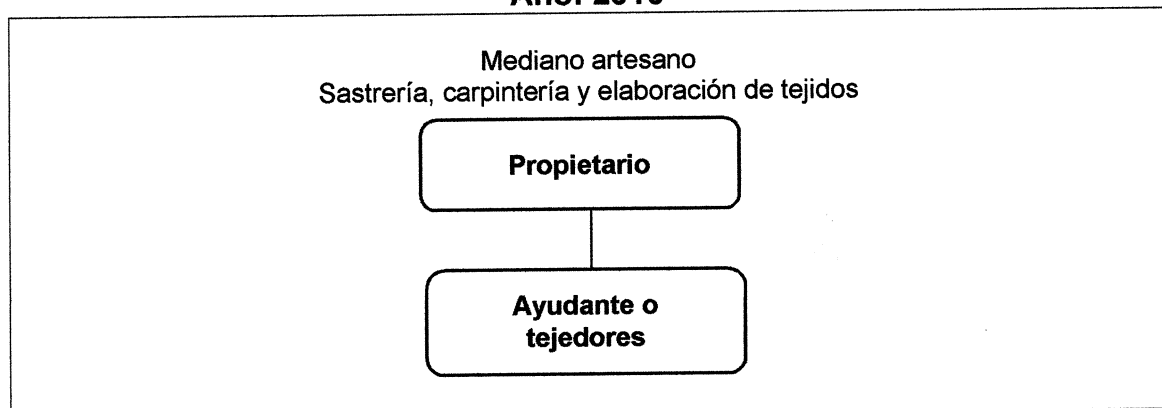 Mediano artesano
Sastrería, carpintería y elaboración de tejidos
Propietario
Ayudante o
tejedores